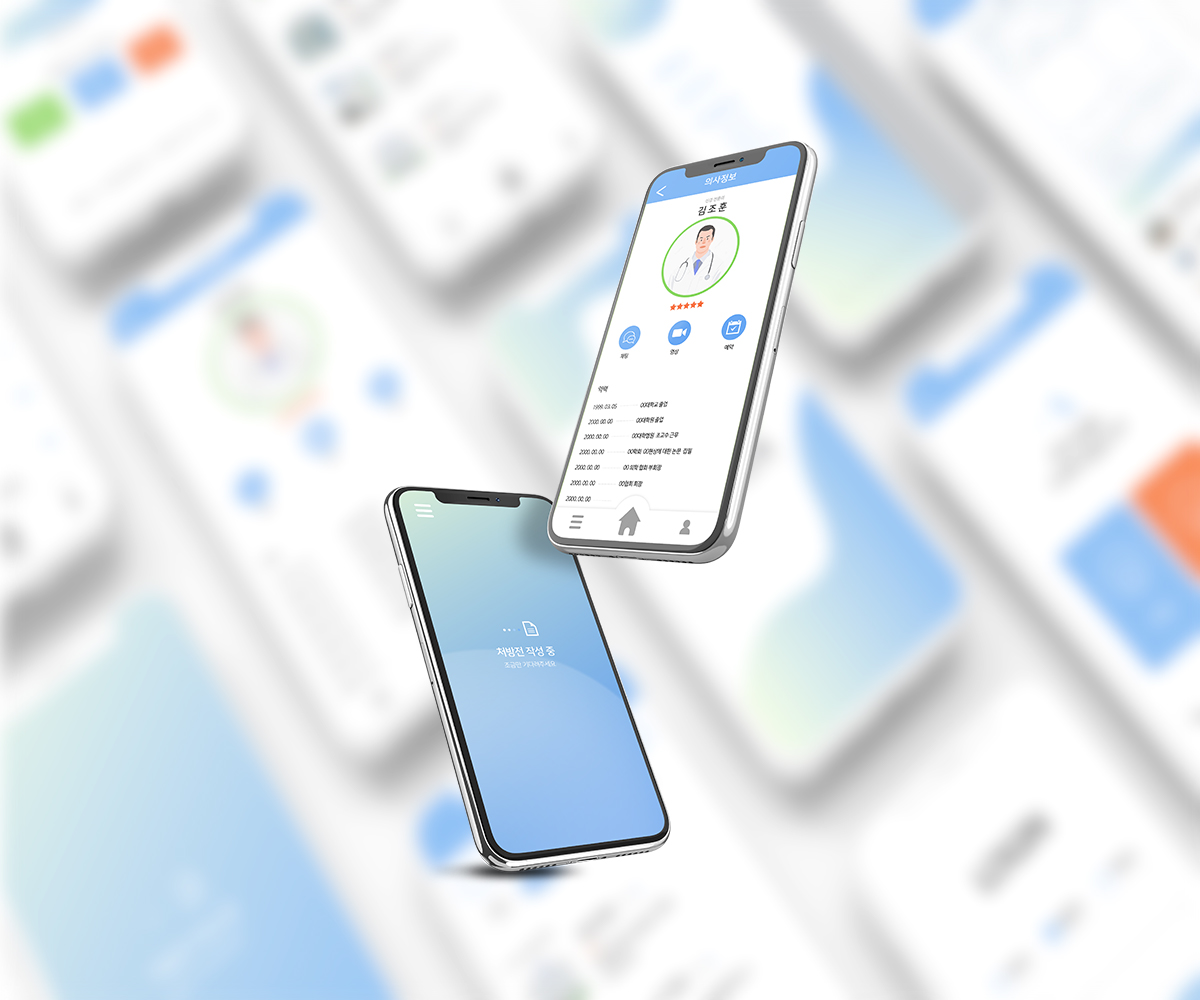 의사정보
김 조 훈
채팅
영상
예약
약력
1999. 03. 05 00대학교 졸업
2000. 00. 00 00대학원 졸업
2000. 00. 00 00대학병원 조교수 근무
2000. 00. 00 00학회 00현상에 대한 논문 집필
2000. 00. 00 00 의학 협회 부회장
2000. 00. 00 00협회 회장
2000. 00. 00
처방전 작성 중
조금만 기다려주세요